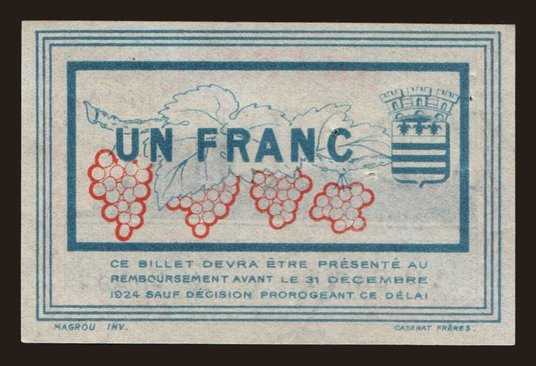 UN FRANC
CE BILLET DEVRA ÊTRE PRÉSENTÉ AU
REMBOURSEMENT AVANT LE 31 DÉCEMBRE
1924 SAUF DÉCISION PROROGEANT CE DÉLAI
MAGROU INV.
CADENAT FRÈRES.